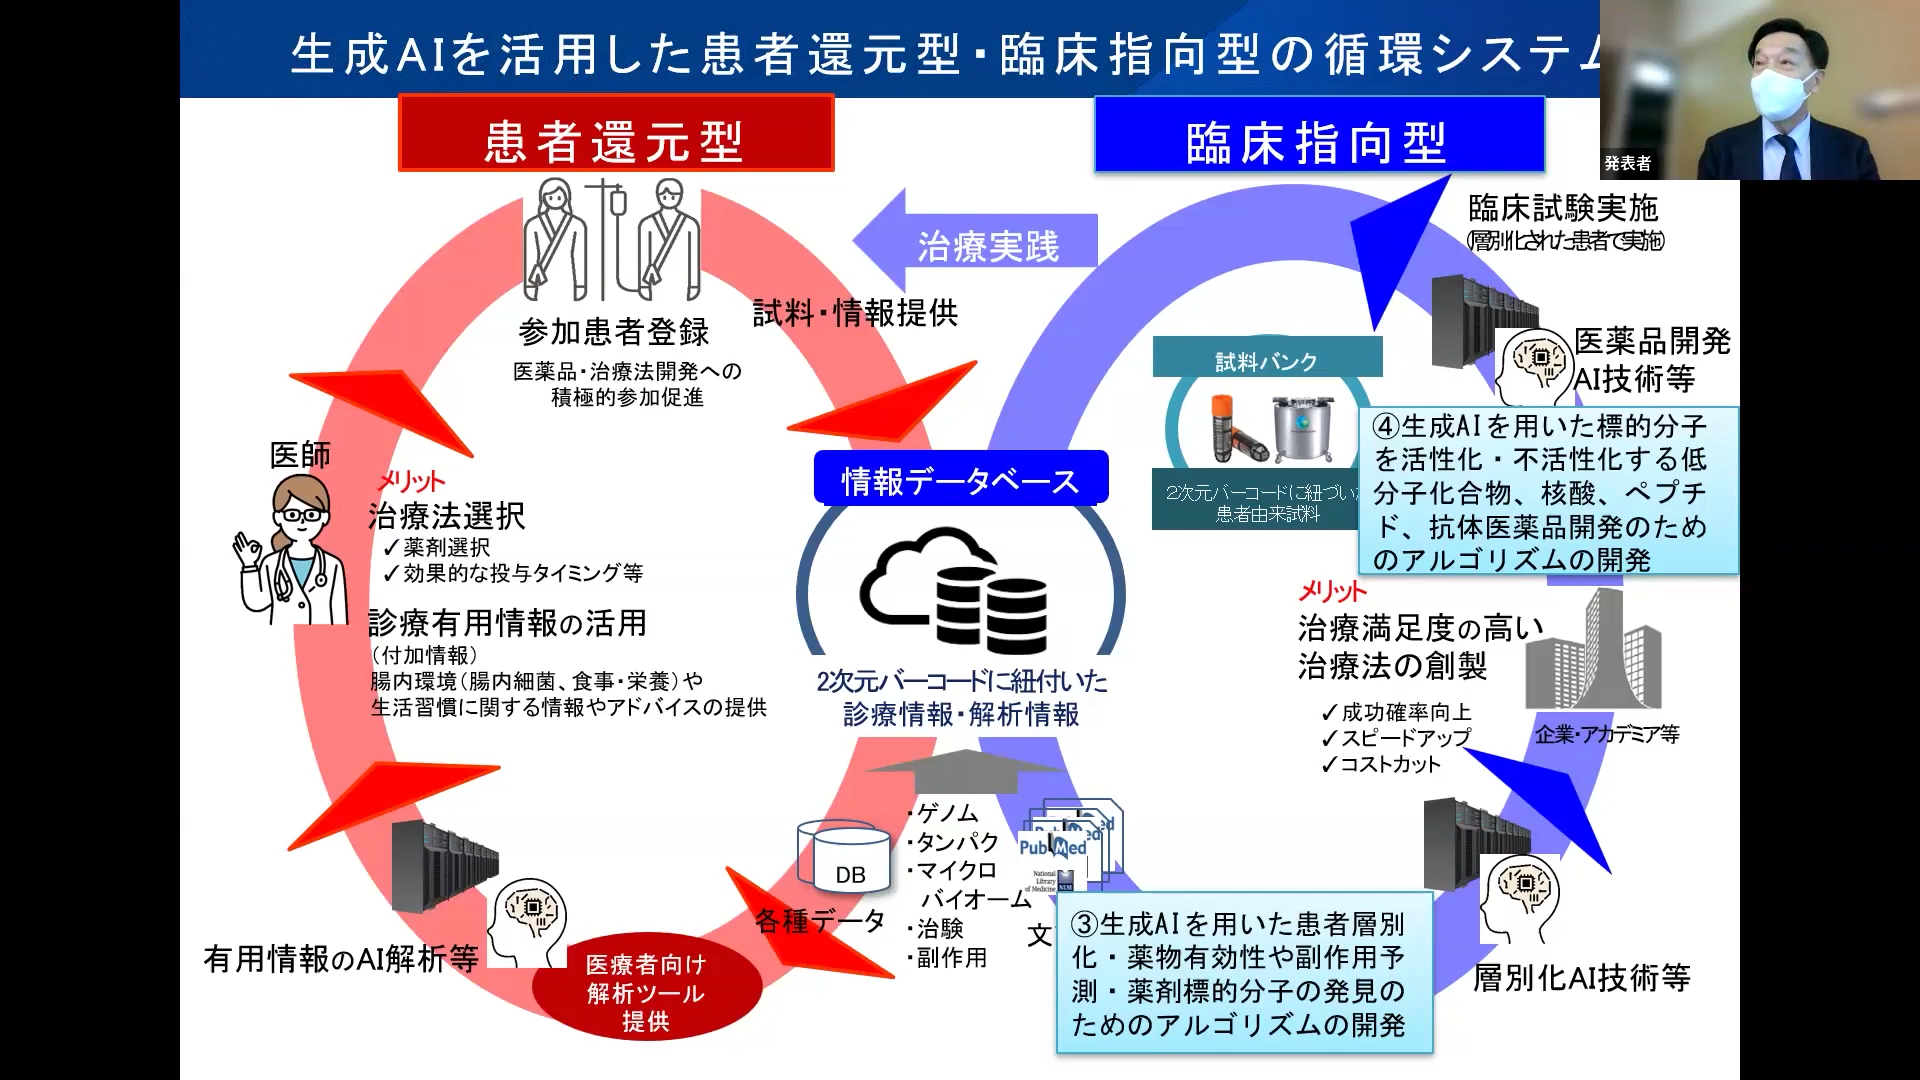 生成AIを活用した患者還元型・臨床指向型の循環システム
発表者
患者還元型
臨床指向型
治療実践
試料・情報提供
参加患者登録
医薬品・治療法開発への
積極的参加促進
医師
メリット
治療法選択
✓薬剤選択
✓効果的な投与タイミング等
診療有用情報の活用
（付加情報）
腸内環境（腸内細菌、食事・栄養）や
生活習慣に関する情報やアドバイスの提供
有用情報のAI解析等
医療者向け
解析ツール
提供
情報データベース
2次元バーコードに紐付いた
診療情報・解析情報
DB
各種データ
・ゲノム
・タンパク
・マイクロ
バイオーム
・治験
・副作用
PubMed
National
Library
of Medicine
NLM
文
③生成AIを用いた患者層別
化・薬物有効性や副作用予
測・薬剤標的分子の発見の
ためのアルゴリズムの開発
臨床試験実施
（層別化された患者で実施）
医薬品開発
AI技術等
試料バンク
2次元バーコードに紐づい
患者由来試料
④生成AIを用いた標的分子
を活性化・不活性化する低
分子化合物、核酸、ペプチ
ド、抗体医薬品開発のため
のアルゴリズムの開発
メリット
治療満足度の高い
治療法の創製
✓成功確率向上
✓スピードアップ
✓コストカット
企業・アカデミア等
層別化AI技術等